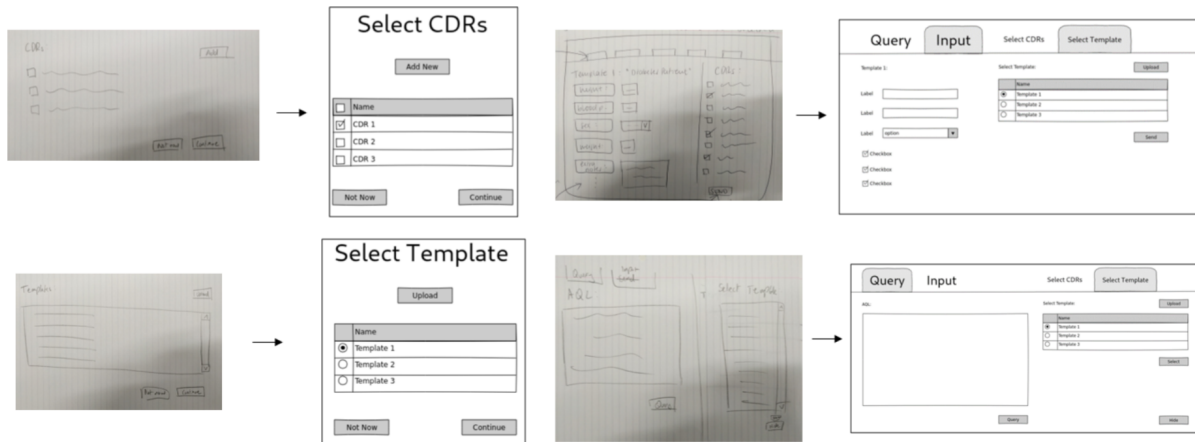 CDRs
Add
Not now
Continue
Select CDRs
Add New
Name
CDR 1
CDR 2
CDR 3
Not Now
Continue
Template 1:
CDRs:
Query Input Select CDRs Select Template
Template 1: Select Template: Upload
Name
Label Template 1
Template 2
Label Template 3
Label option Send
Checkbox
Checkbox
Checkbox
Template
Not now
Continue
Select Template
Upload
Name
Template 1
Template 2
Template 3
Not Now
Continue
Query
AQL
Select Template
Query
Query Input Select CDRs Select Template
AQL: Select Template Upload
Name
Template 1
Template 2
Template 3
Select
Query Hide